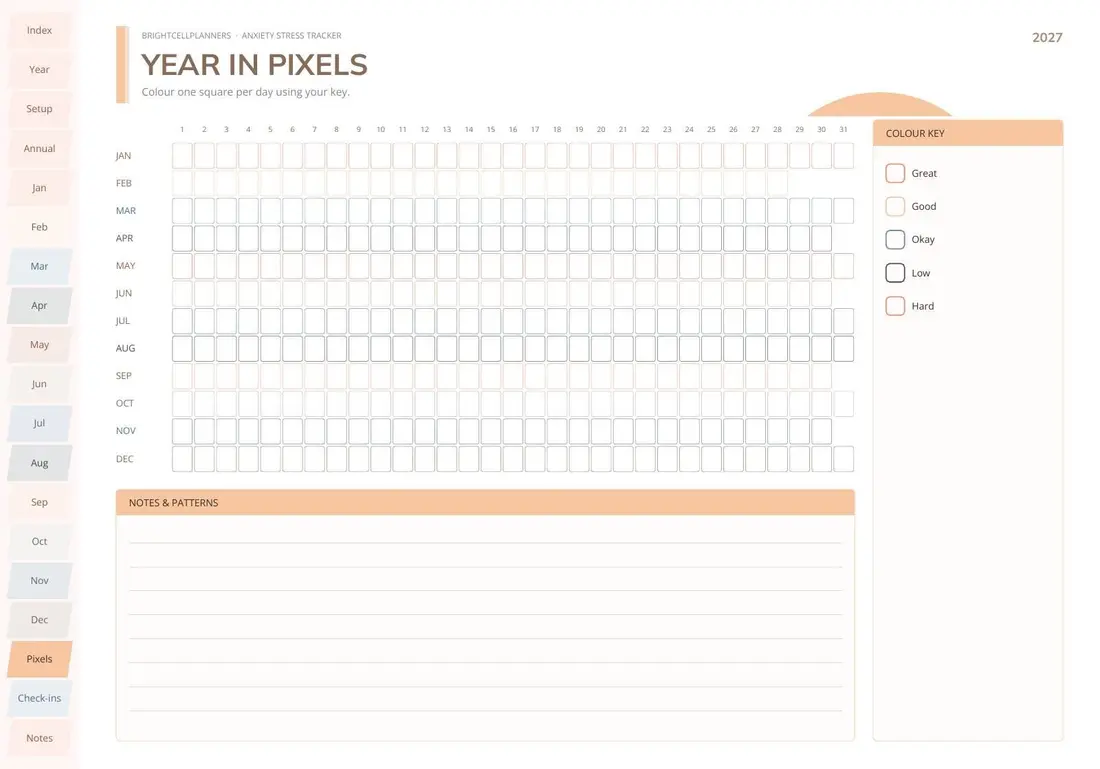 Index
Year
Setup
Annual
Jan
Feb
Mar
Apr
May
Jun
Jul
Aug
Sep
Oct
Nov
Dec
Pixels
Check-ins
Notes
BRIGHTCELLPLANNERS · ANXIETY STRESS TRACKER
YEAR IN PIXELS
Colour one square per day using your key.
2027
1 2 3 4 5 6 7 8 9 10 11 12 13 14 15 16 17 18 19 20 21 22 23 24 25 26 27 28 29 30 31
JAN
FEB
MAR
APR
MAY
JUN
JUL
AUG
SEP
OCT
NOV
DEC
COLOUR KEY
Great
Good
Okay
Low
Hard
NOTES & PATTERNS